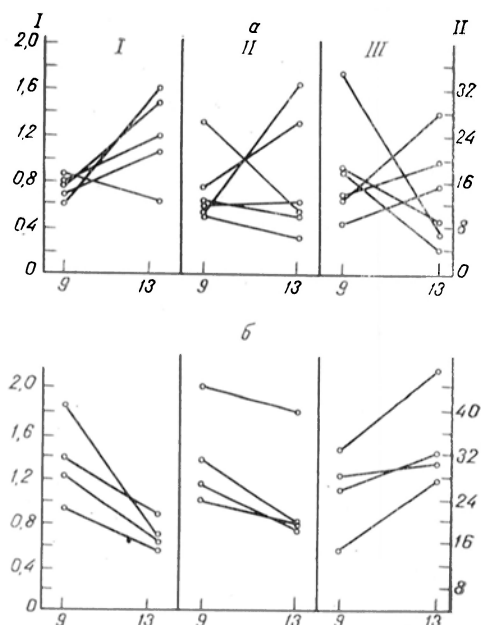 I а II
2,0 I II III
1,6 32
1,2 24
0,8 16
0,4 8
0 0
9 13 9 13 9 13
б
2,0 40
1,6 32
1,2 24
0,8 16
0,4 8
0
9 13 9 13 9 13